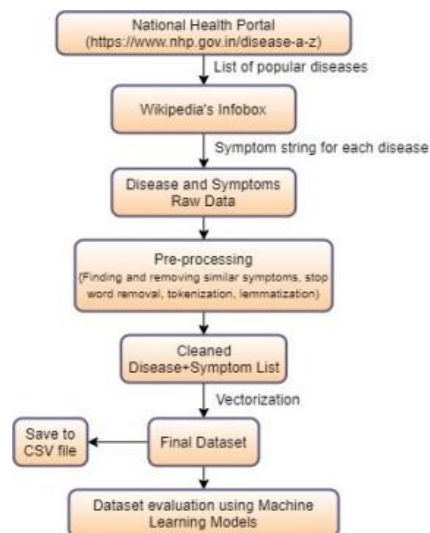 National Health Portal
(https://www.nhp.gov.in/disease-a-z)
List of popular diseases
Wikipedia's Infobox
Symptom string for each disease
Disease and Symptoms
Raw Data
Pre-processing
(Finding and removing similar symptoms, stop
word removal, tokenization, lemmatization)
Cleaned
Disease+Symptom List
Vectorization
Save to
CSV file
Final Dataset
Dataset evaluation using Machine
Learning Models